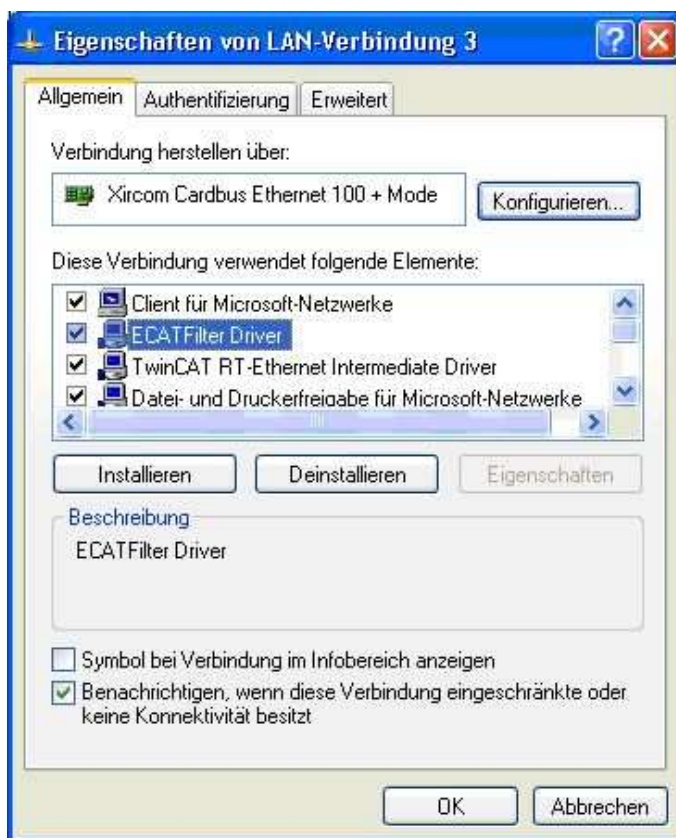 Eigenschaften von LAN-Verbindung 3
Allgemein
Authentifizierung
Erweitert
Verbindung herstellen über:
Xircom Cardbus Ethernet 100 + Mode
Konfigurieren...
Diese Verbindung verwendet folgende Elemente:
Client für Microsoft-Netzwerke
ECATFilter Driver
TwinCAT RT-Ethernet Intermediate Driver
Datei- und Druckerfreigabe für Microsoft-Netzwerke
Installieren
Deinstallieren
Eigenschaften
Beschreibung
ECATFilter Driver
Symbol bei Verbindung im Infobereich anzeigen
Benachrichtigen, wenn diese Verbindung eingeschränkte oder
keine Konnektivität besitzt
OK
Abbrechen